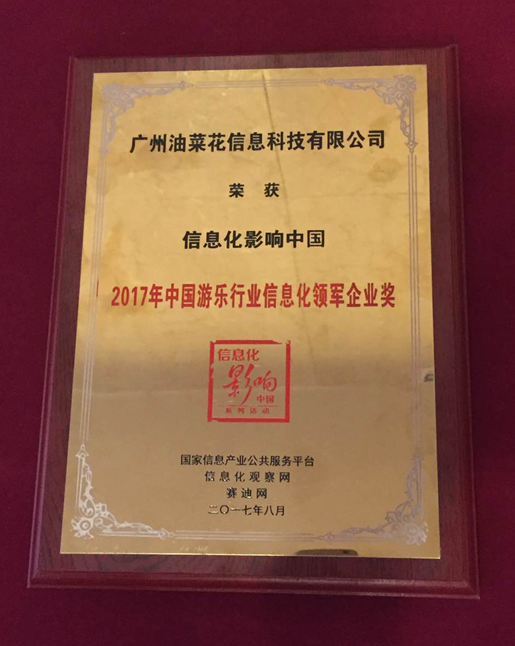 广州油菜花信息科技有限公司
荣获
信息化影响中国
2017年中国游乐行业信息化领军企业奖
信息化
影响
中国
系列活动
国家信息产业公共服务平台
信息化观察网
赛迪网
二〇一七年八月